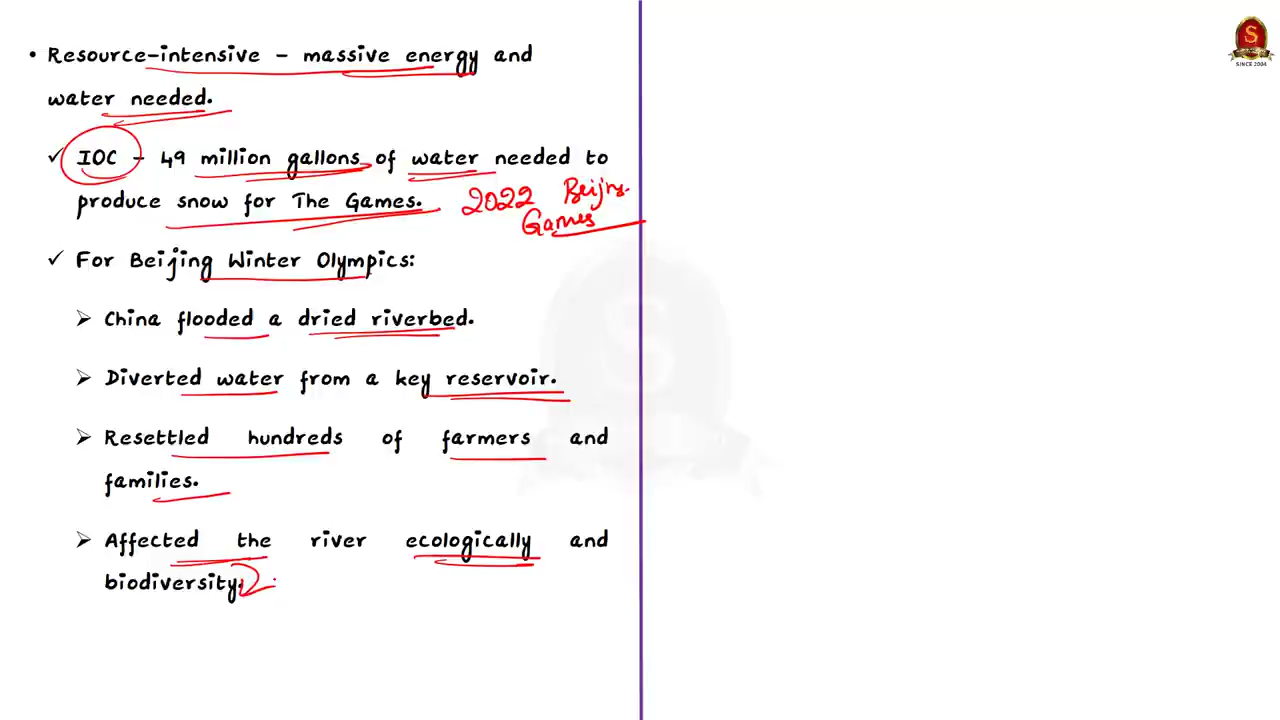 • Resource-intensive – massive energy and
water needed.
✓ IOC – 49 million gallons of water needed to
produce snow for The Games. 2022 Beijing
Games
✓ For Beijing Winter Olympics:
➢ China flooded a dried riverbed.
➢ Diverted water from a key reservoir.
➢ Resettled hundreds of farmers and
families.
➢ Affected the river ecologically and
biodiversity.
S
SINCE 2004